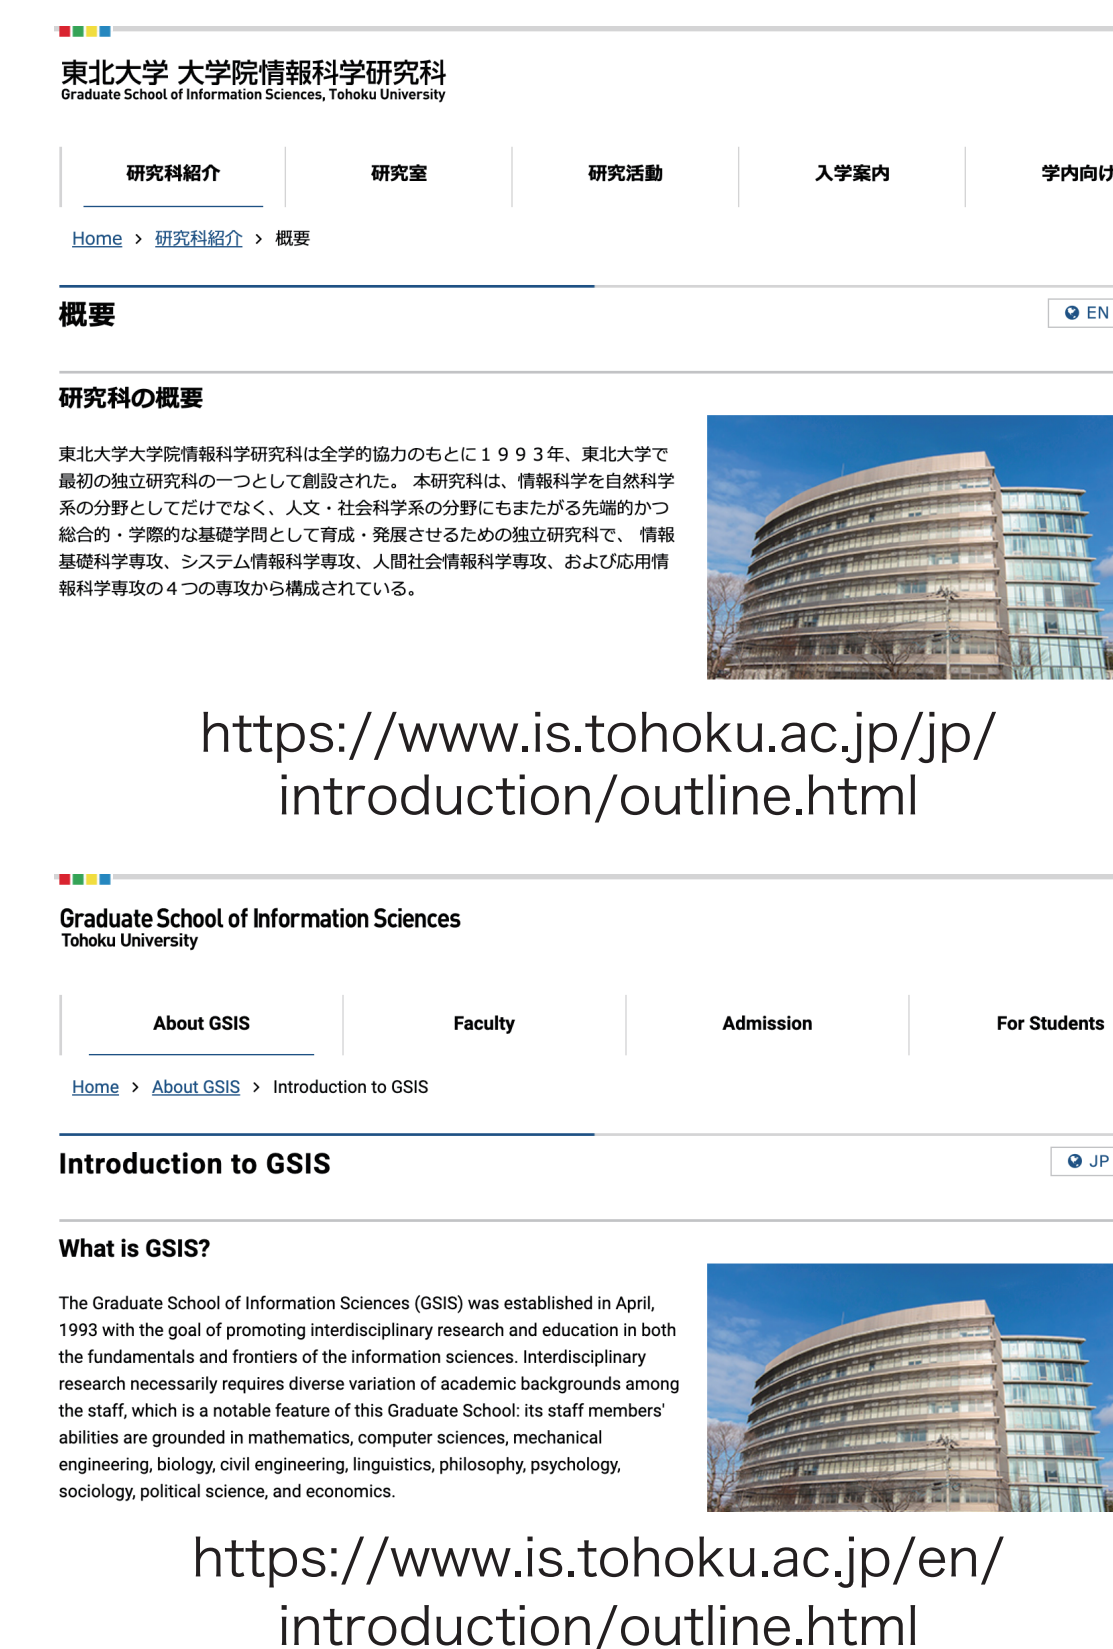 東北大学 大学院情報科学研究科
Graduate School of Information Sciences, Tohoku University
研究科紹介
研究室
研究活動
入学案内
学内向け
Home > 研究科紹介 > 概要
概要
EN
研究科の概要
東北大学大学院情報科学研究科は全学的協力のもとに１９９３年、東北大学で
最初の独立研究科の一つとして創設された。 本研究科は、情報科学を自然科学
系の分野としてだけでなく、人文・社会科学系の分野にもまたがる先端的かつ
総合的・学際的な基礎学問として育成・発展させるための独立研究科で、 情報
基礎科学専攻、システム情報科学専攻、人間社会情報科学専攻、および応用情
報科学専攻の４つの専攻から構成されている。
https://www.is.tohoku.ac.jp/jp/
introduction/outline.html
Graduate School of Information Sciences
Tohoku University
About GSIS
Faculty
Admission
For Students
Home > About GSIS > Introduction to GSIS
Introduction to GSIS
JP
What is GSIS?
The Graduate School of Information Sciences (GSIS) was established in April,
1993 with the goal of promoting interdisciplinary research and education in both
the fundamentals and frontiers of the information sciences. Interdisciplinary
research necessarily requires diverse variation of academic backgrounds among
the staff, which is a notable feature of this Graduate School: its staff members'
abilities are grounded in mathematics, computer sciences, mechanical
engineering, biology, civil engineering, linguistics, philosophy, psychology,
sociology, political science, and economics.
https://www.is.tohoku.ac.jp/en/
introduction/outline.html